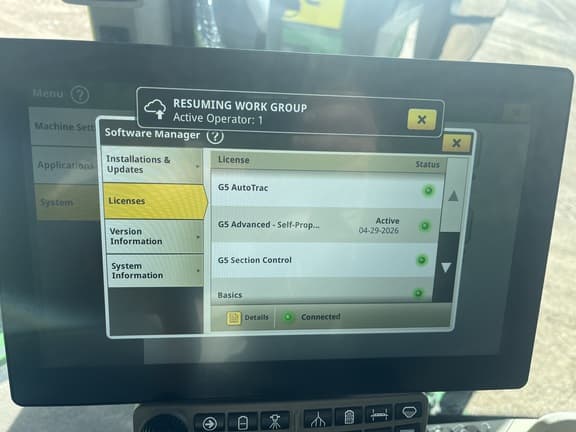 Menu ?
RESUMING WORK GROUP
Active Operator: 1
Machine Sett
Applications
System
Software Manager ?
Installations &
Updates
Licenses
Version
Information
System
Information
License Status
G5 AutoTrac
G5 Advanced - Self-Prop... Active
04-29-2026
G5 Section Control
Basics
Details Connected